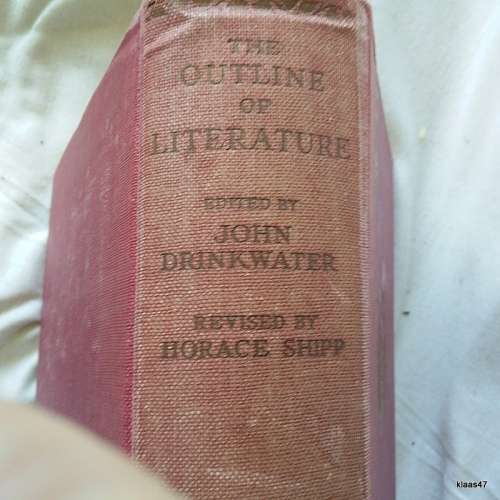 THE
OUTLINE
OF
LITERATURE
EDITED BY
JOHN
DRINKWATER
REVISED BY
HORACE SHIPP
klaas47